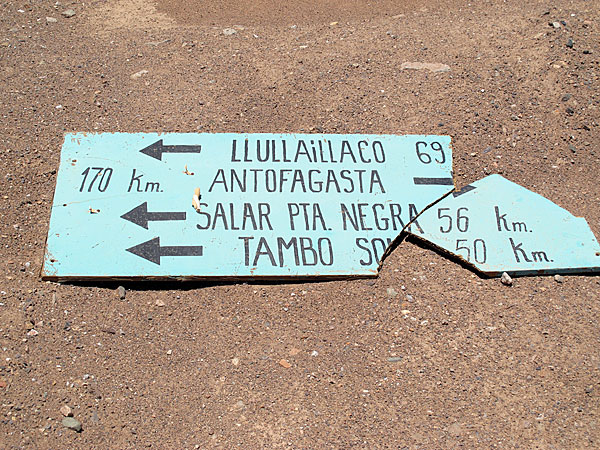 ← LLULLAiLLACO 69
170 Km. ANTOFAGASTA
← SALAR PTA. NEGRA 56 Km.
← TAMBO 50 Km.